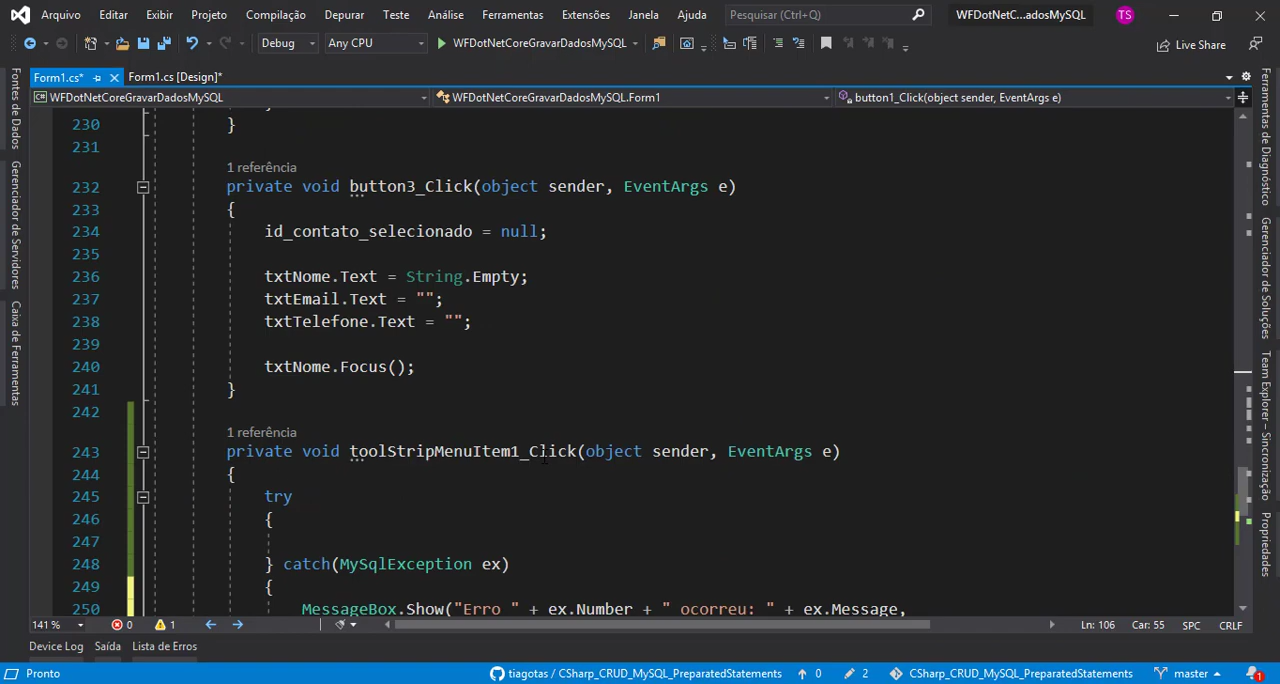 Arquivo Editar Exibir Projeto Compilação Depurar Teste Análise Ferramentas Extensões Janela Ajuda Pesquisar (Ctrl+Q) WFDotNetC...adosMySQL TS
Debug Any CPU WFDotNetCoreGravarDadosMySQL Live Share
Form1.cs* Form1.cs [Design]*
WFDotNetCoreGravarDadosMySQL WFDotNetCoreGravarDadosMySQL.Form1 button1_Click(object sender, EventArgs e)
Fontes de Dados
Gerenciador de Servidores
Caixa de Ferramentas
230 }
231
1 referência
232 private void button3_Click(object sender, EventArgs e)
233 {
234 id_contato_selecionado = null;
235
236 txtNome.Text = String.Empty;
237 txtEmail.Text = "";
238 txtTelefone.Text = "";
239
240 txtNome.Focus();
241 }
242
1 referência
243 private void toolStripMenuItem1_Click(object sender, EventArgs e)
244 {
245 try
246 {
247
248 } catch(MySqlException ex)
249 {
250 MessageBox.Show("Erro " + ex.Number + " ocorreu: " + ex.Message,
Ferramentas de Diagnóstico
Gerenciador de Soluções
Team Explorer – Sincronização
Propriedades
141 % 0 1 Ln: 106 Car: 55 SPC CRLF
Device Log Saída Lista de Erros
Pronto tiagotas / CSharp_CRUD_MySQL_PreparatedStatements 0 2 CSharp_CRUD_MySQL_PreparatedStatements master 1